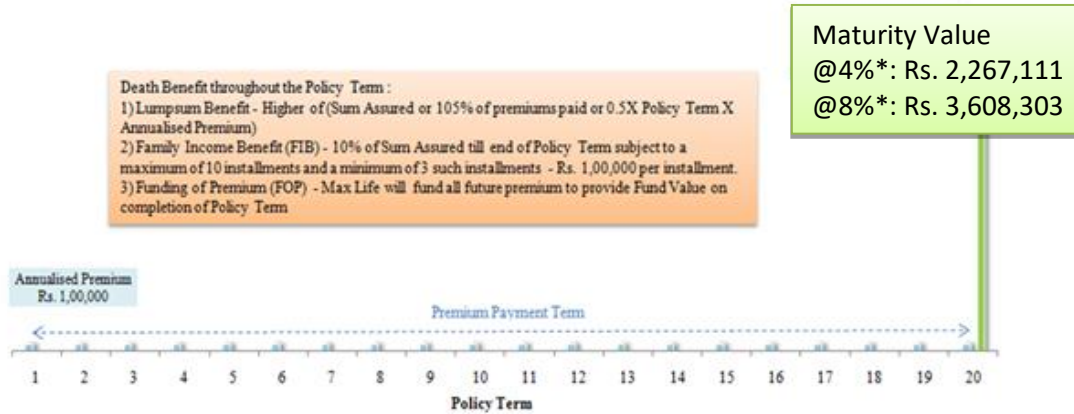 Maturity Value
@4%*: Rs. 2,267,111
@8%*: Rs. 3,608,303
Death Benefit throughout the Policy Term :
1) Lumpsum Benefit - Higher of (Sum Assured or 105% of premiums paid or 0.5X Policy Term X
Annualised Premium)
2) Family Income Benefit (FIB) - 10% of Sum Assured till end of Policy Term subject to a
maximum of 10 installments and a minimum of 3 such installments - Rs. 1,00,000 per installment.
3) Funding of Premium (FOP) - Max Life will fund all future premium to provide Fund Value on
completion of Policy Term
Annualised Premium
Rs. 1,00,000
Premium Payment Term
1 2 3 4 5 6 7 8 9 10 11 12 13 14 15 16 17 18 19 20
Policy Term